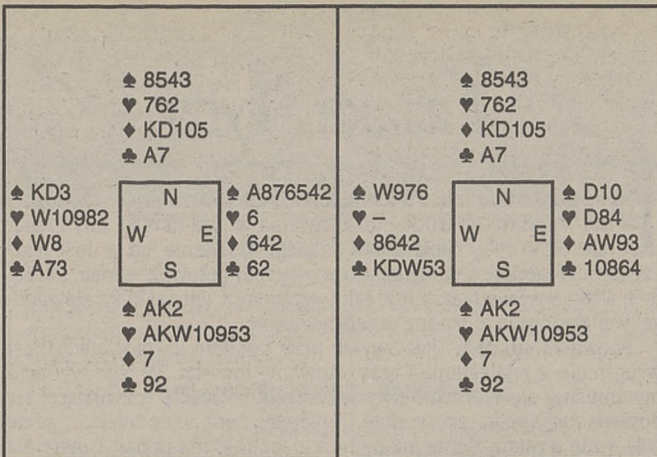 ♠ 8543
♥ 762
♦ KD105
♣ A7
♠ KD3
♥ W10982
♦ W8
♣ A73
N
W E
S
♠ A876542
♥ 6
♦ 642
♣ 62
♠ AK2
♥ AKW10953
♦ 7
♣ 92
♠ 8543
♥ 762
♦ KD105
♣ A7
♠ W976
♥ –
♦ 8642
♣ KDW53
N
W E
S
♠ D10
♥ D84
♦ AW93
♣ 10864
♠ AK2
♥ AKW10953
♦ 7
♣ 92